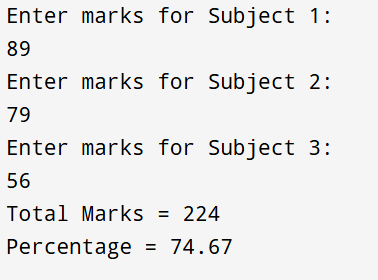 Enter marks for Subject 1:
89
Enter marks for Subject 2:
79
Enter marks for Subject 3:
56
Total Marks = 224
Percentage = 74.67